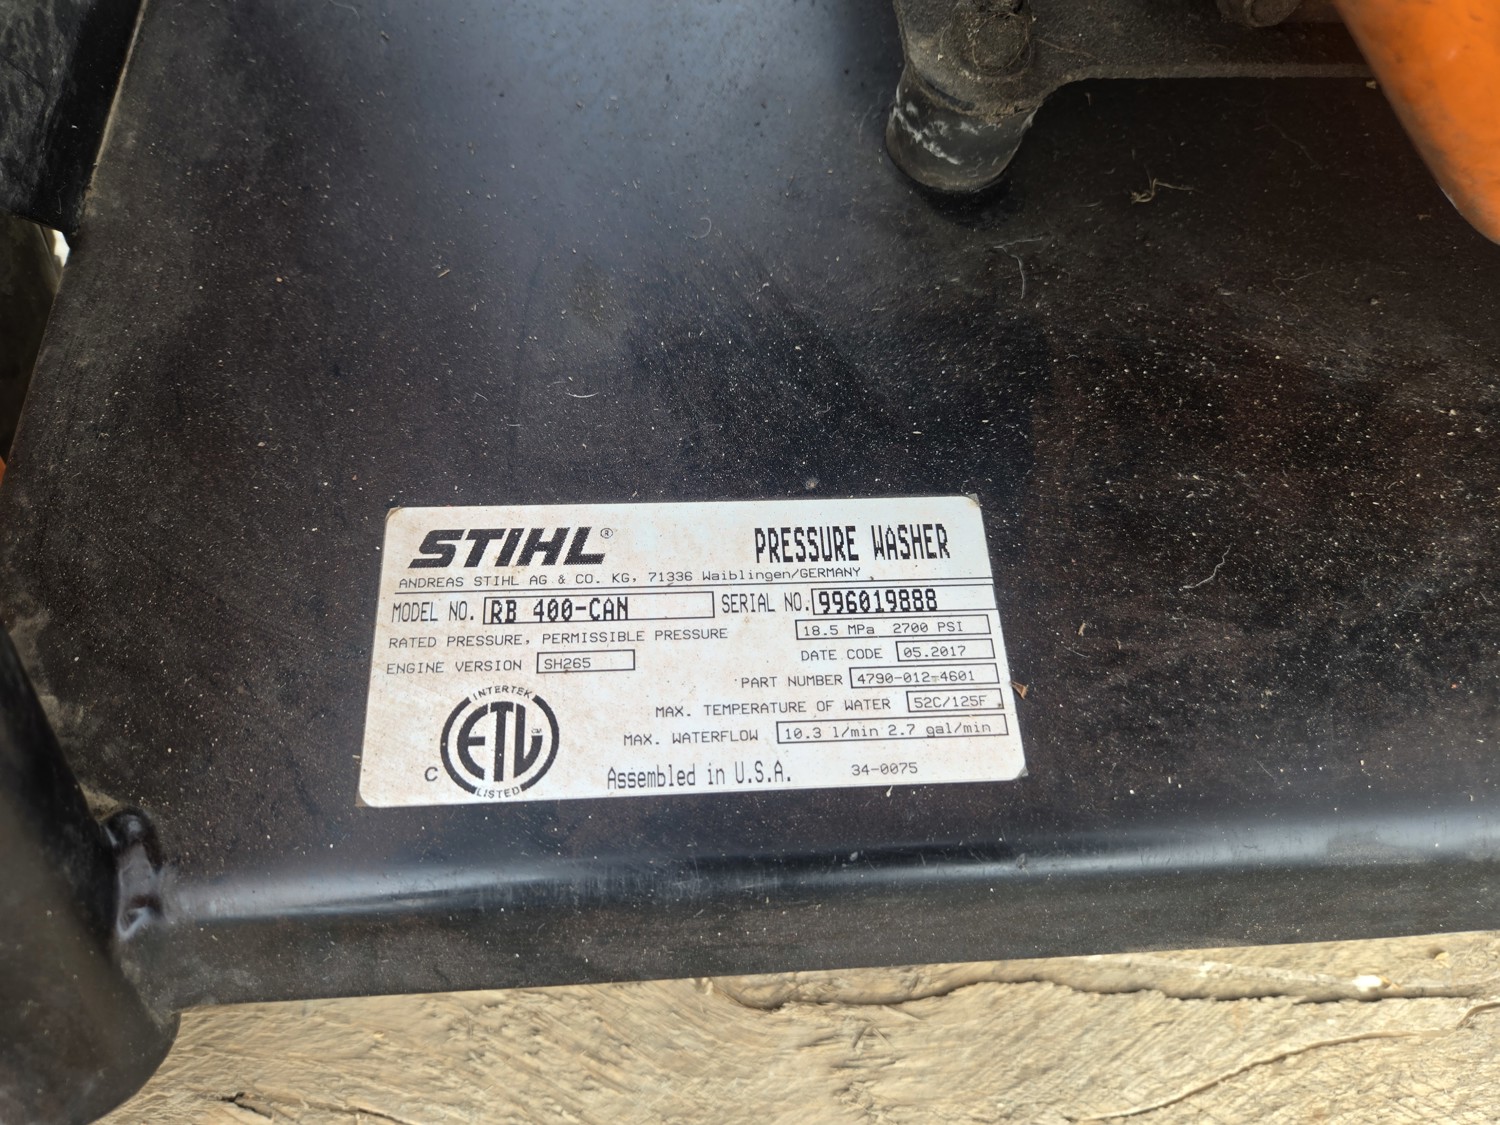 STIHL® PRESSURE WASHER
ANDREAS STIHL AG & CO. KG, 71336 Waiblingen/GERMANY
MODEL NO. RB 400-CAN SERIAL NO. 996019888
RATED PRESSURE, PERMISSIBLE PRESSURE 18.5 MPa 2700 PSI
ENGINE VERSION SH265 DATE CODE 05.2017
PART NUMBER 4790-012-4601
MAX. TEMPERATURE OF WATER 52C/125F
MAX. WATERFLOW 10.3 l/min 2.7 gal/min
INTERTEK
ETL CM
C
LISTED
Assembled in U.S.A. 34-0075